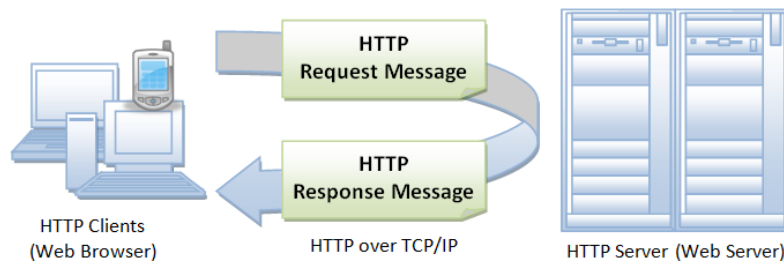 HTTP
Request Message
HTTP
Response Message
HTTP Clients
(Web Browser)
HTTP over TCP/IP
HTTP Server (Web Server)